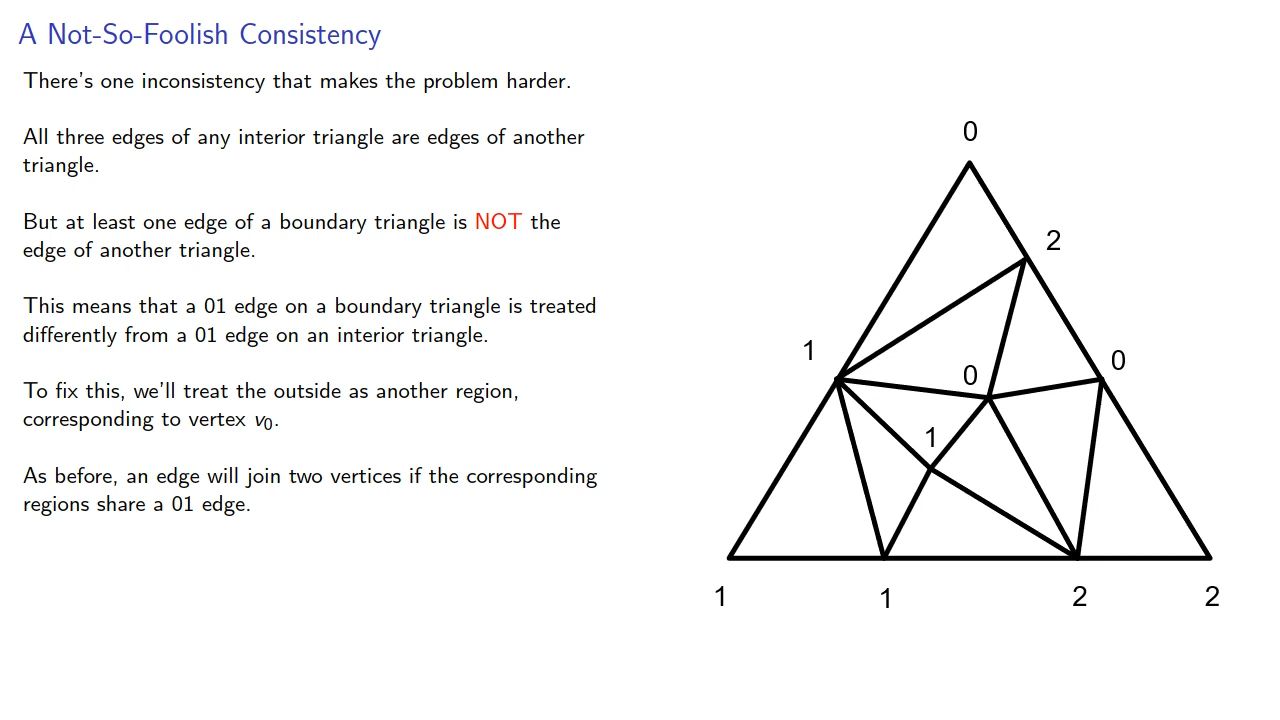 A Not-So-Foolish Consistency
There's one inconsistency that makes the problem harder.
All three edges of any interior triangle are edges of another
triangle.
But at least one edge of a boundary triangle is NOT the
edge of another triangle.
This means that a 01 edge on a boundary triangle is treated
differently from a 01 edge on an interior triangle.
To fix this, we'll treat the outside as another region,
corresponding to vertex v0.
As before, an edge will join two vertices if the corresponding
regions share a 01 edge.
0
2
1
0
0
1
1
1
2
2